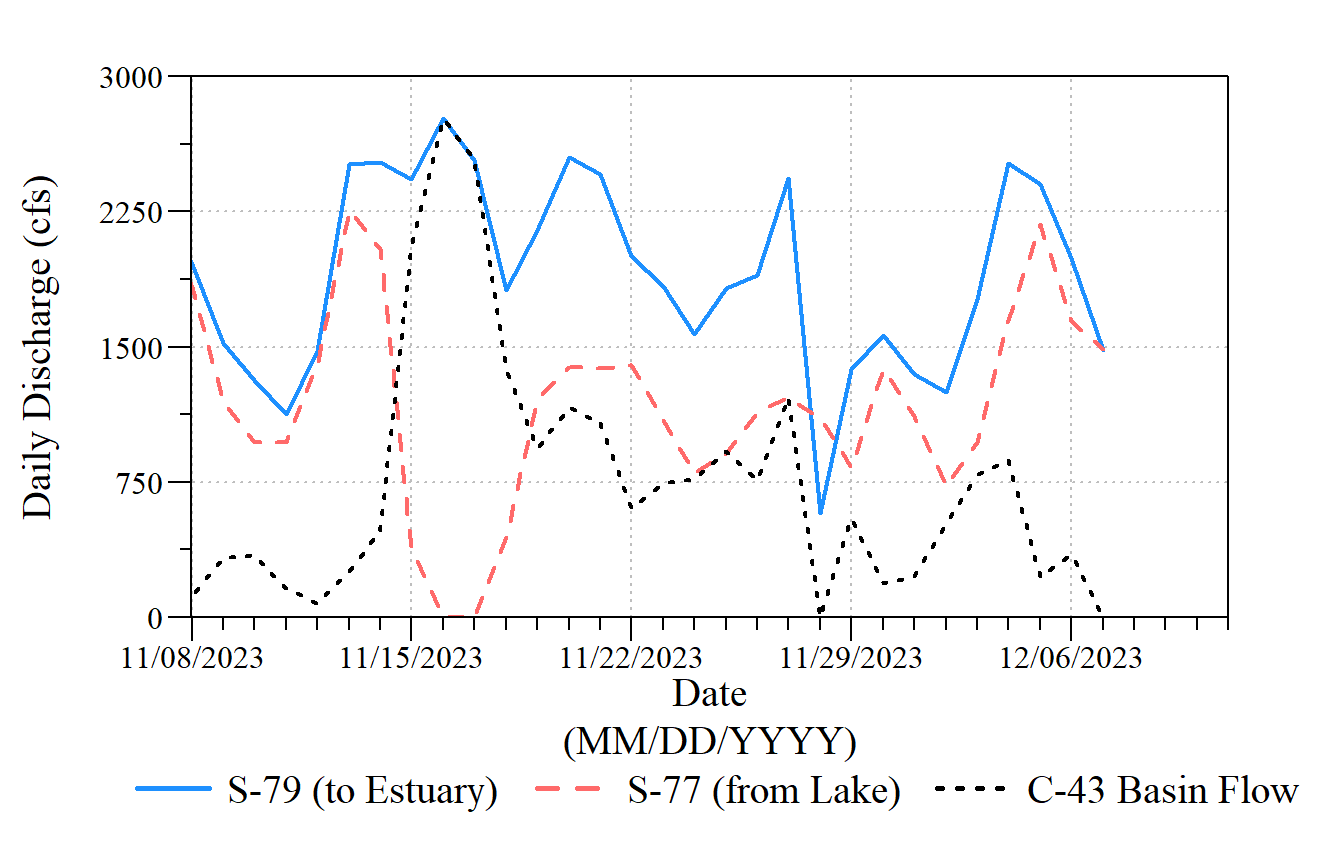 3000
2250
1500
750
0
Daily Discharge (cfs)
11/08/2023 11/15/2023 11/22/2023 11/29/2023 12/06/2023
Date
(MM/DD/YYYY)
S-79 (to Estuary) S-77 (from Lake) C-43 Basin Flow